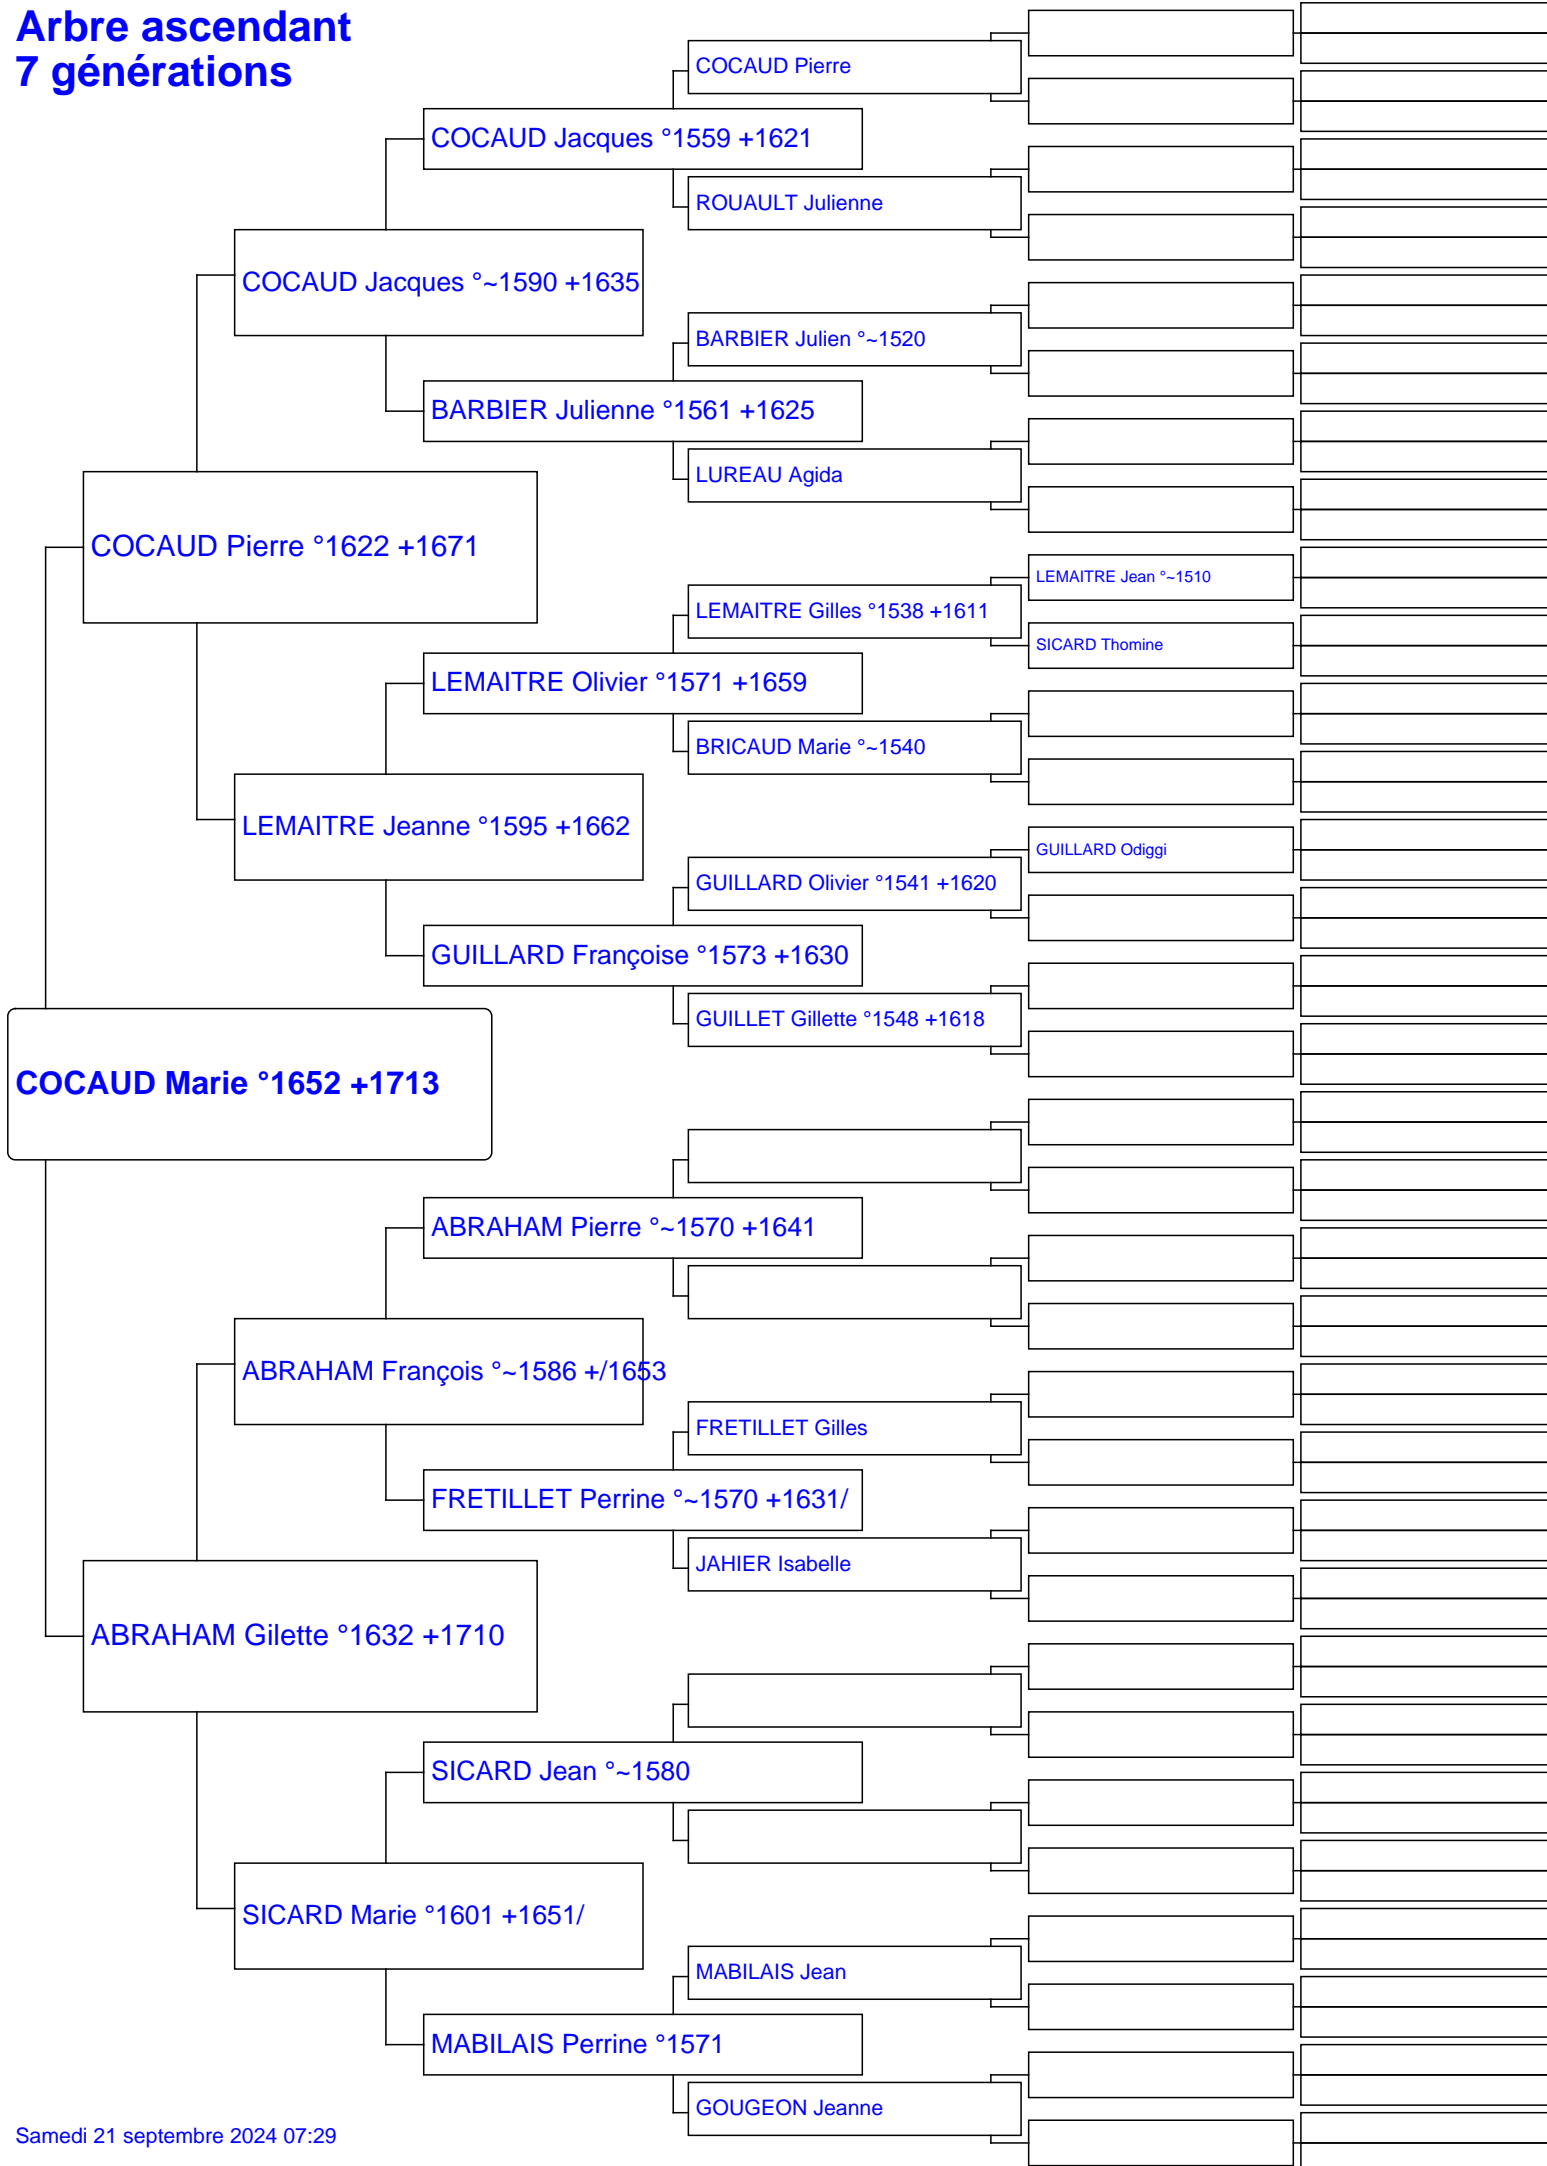 Arbre ascendant
7 générations
COCAUD Pierre
COCAUD Jacques °1559 +1621
ROUAULT Julienne
COCAUD Jacques °~1590 +1635
BARBIER Julien °~1520
BARBIER Julienne °1561 +1625
LUREAU Agida
COCAUD Pierre °1622 +1671
LEMAITRE Jean °~1510
LEMAITRE Gilles °1538 +1611
SICARD Thomine
LEMAITRE Olivier °1571 +1659
BRICAUD Marie °~1540
LEMAITRE Jeanne °1595 +1662
GUILLARD Odiggi
GUILLARD Olivier °1541 +1620
GUILLARD Françoise °1573 +1630
GUILLET Gillette °1548 +1618
COCAUD Marie °1652 +1713
ABRAHAM Pierre °~1570 +1641
ABRAHAM François °~1586 +/1653
FRETILLET Gilles
FRETILLET Perrine °~1570 +1631/
JAHIER Isabelle
ABRAHAM Gilette °1632 +1710
SICARD Jean °~1580
SICARD Marie °1601 +1651/
MABILAIS Jean
MABILAIS Perrine °1571
GOUGEON Jeanne
Samedi 21 septembre 2024 07:29